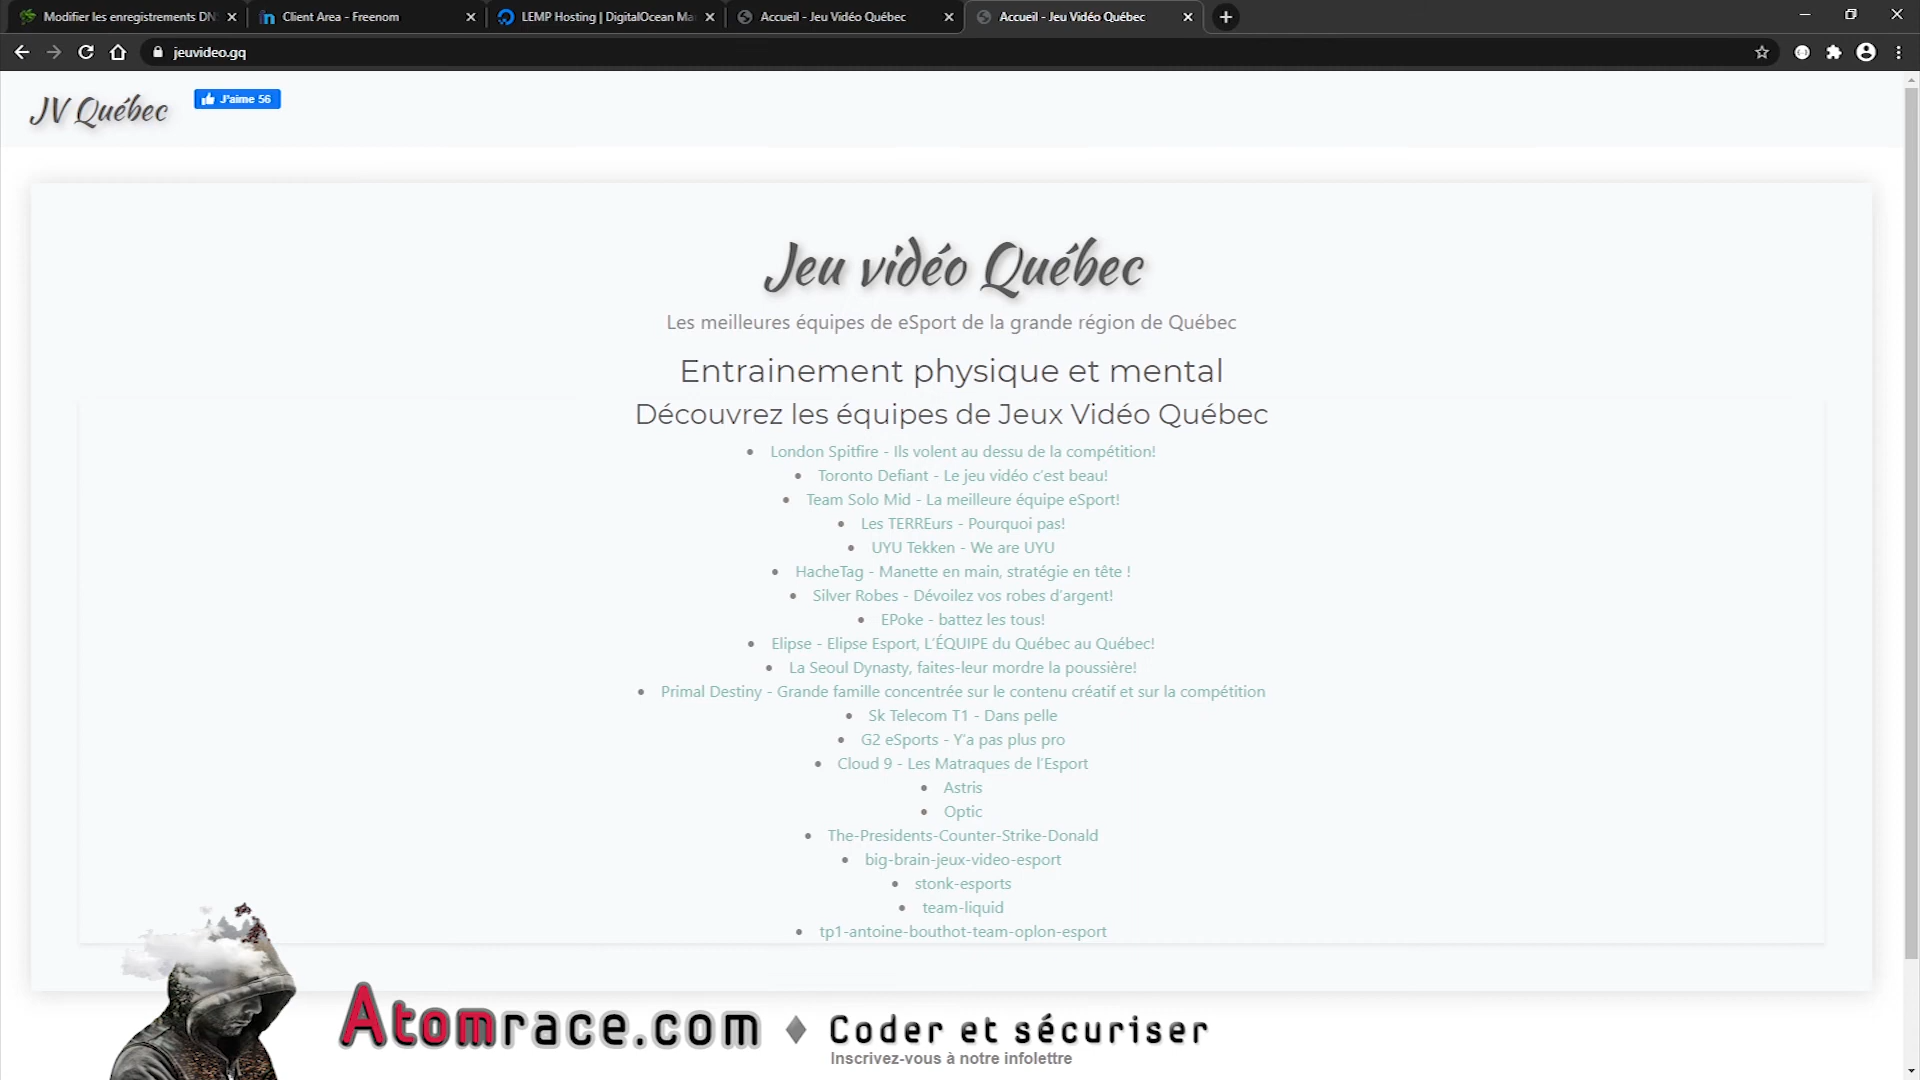 Modifier les enregistrements DN
Client Area - Freenom
LEMP Hosting | DigitalOcean Ma
Accueil - Jeu Vidéo Québec
Accueil - Jeu Vidéo Québec
jeuvideo.gq
JV Québec
J'aime 56
Jeu vidéo Québec
Les meilleures équipes de eSport de la grande région de Québec
Entrainement physique et mental
Découvrez les équipes de Jeux Vidéo Québec
London Spitfire - Ils volent au dessu de la compétition!
Toronto Defiant - Le jeu vidéo c'est beau!
Team Solo Mid - La meilleure équipe eSport!
Les TERREurs - Pourquoi pas!
UYU Tekken - We are UYU
HacheTag - Manette en main, stratégie en tête !
Silver Robes - Dévoilez vos robes d'argent!
EPoke - battez les tous!
Elipse - Elipse Esport, L'ÉQUIPE du Québec au Québec!
La Seoul Dynasty, faites-leur mordre la poussière!
Primal Destiny - Grande famille concentrée sur le contenu créatif et sur la compétition
Sk Telecom T1 - Dans pelle
G2 eSports - Y'a pas plus pro
Cloud 9 - Les Matraques de l'Esport
Astris
Optic
The-Presidents-Counter-Strike-Donald
big-brain-jeux-video-esport
stonk-esports
team-liquid
tp1-antoine-bouthot-team-oplon-esport
Atomrace.com ♦ Coder et sécuriser
Inscrivez-vous à notre infolettre